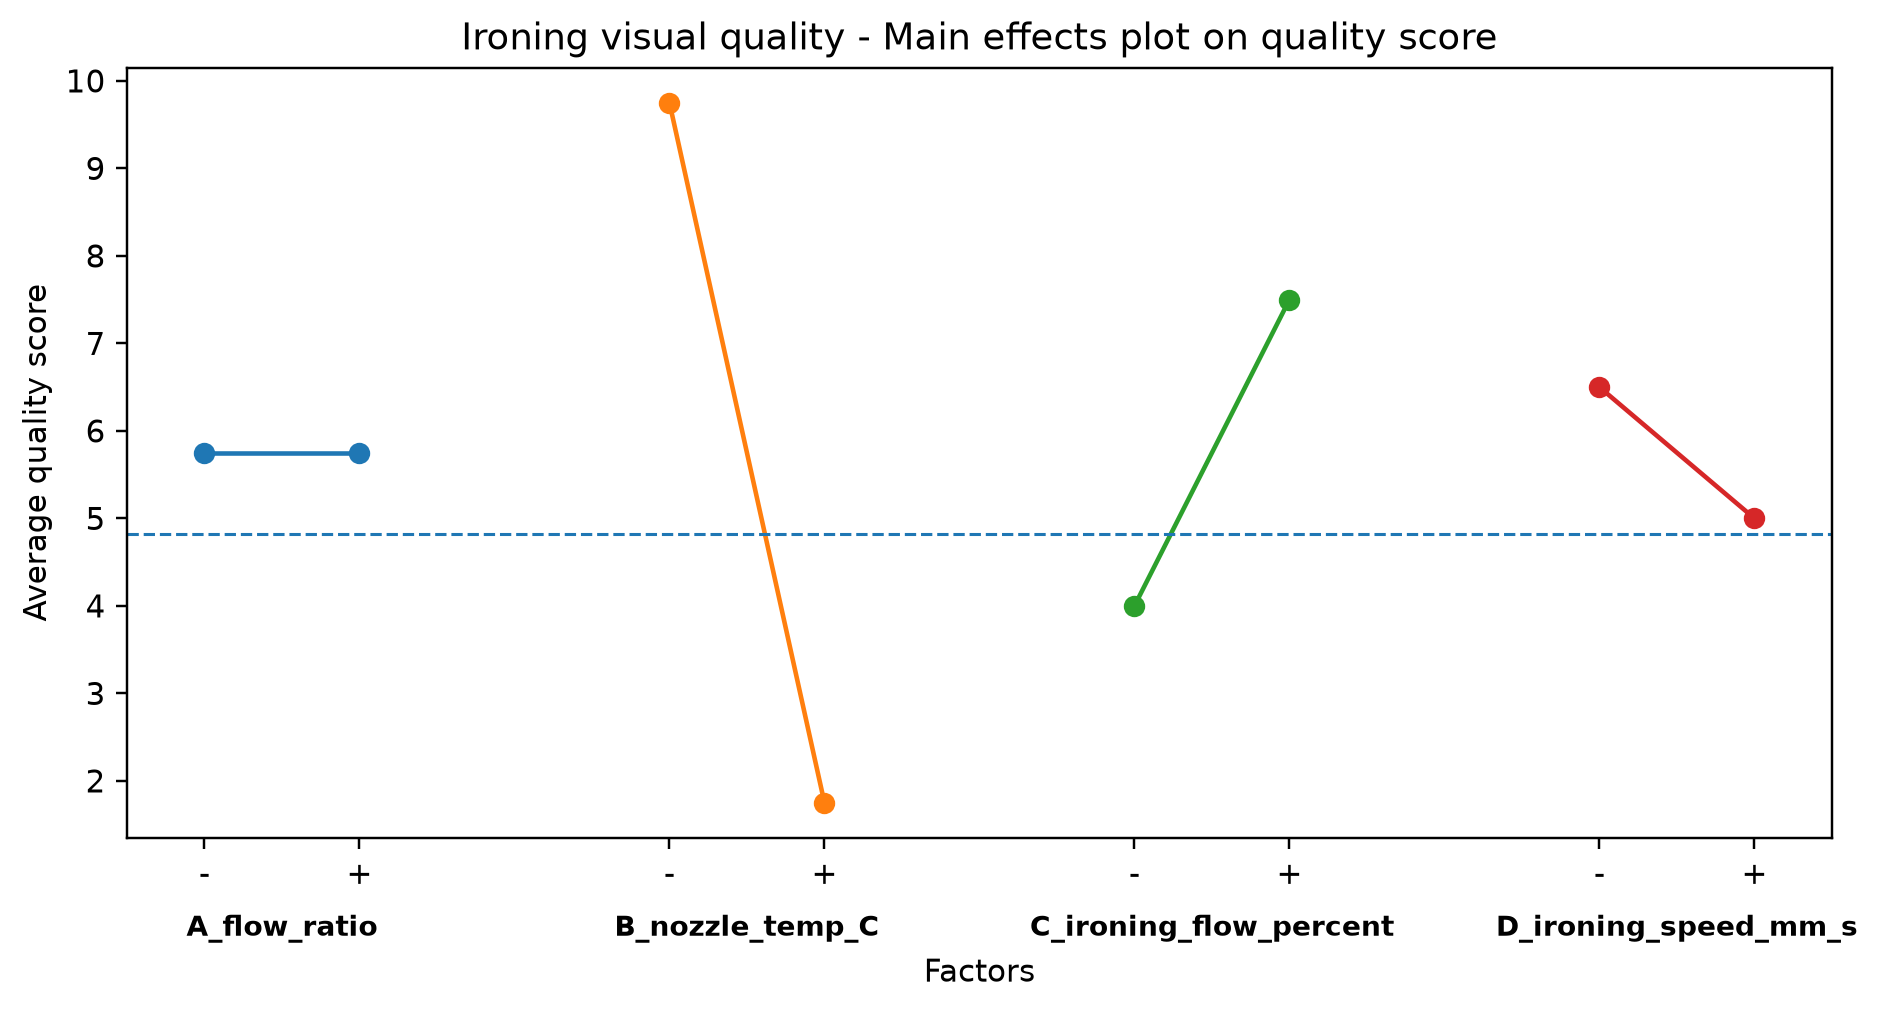 Ironing visual quality - Main effects plot on quality score
Average quality score
10
9
8
7
6
5
4
3
2
- + - + - + - +
A_flow_ratio B_nozzle_temp_C C_ironing_flow_percent D_ironing_speed_mm_s
Factors